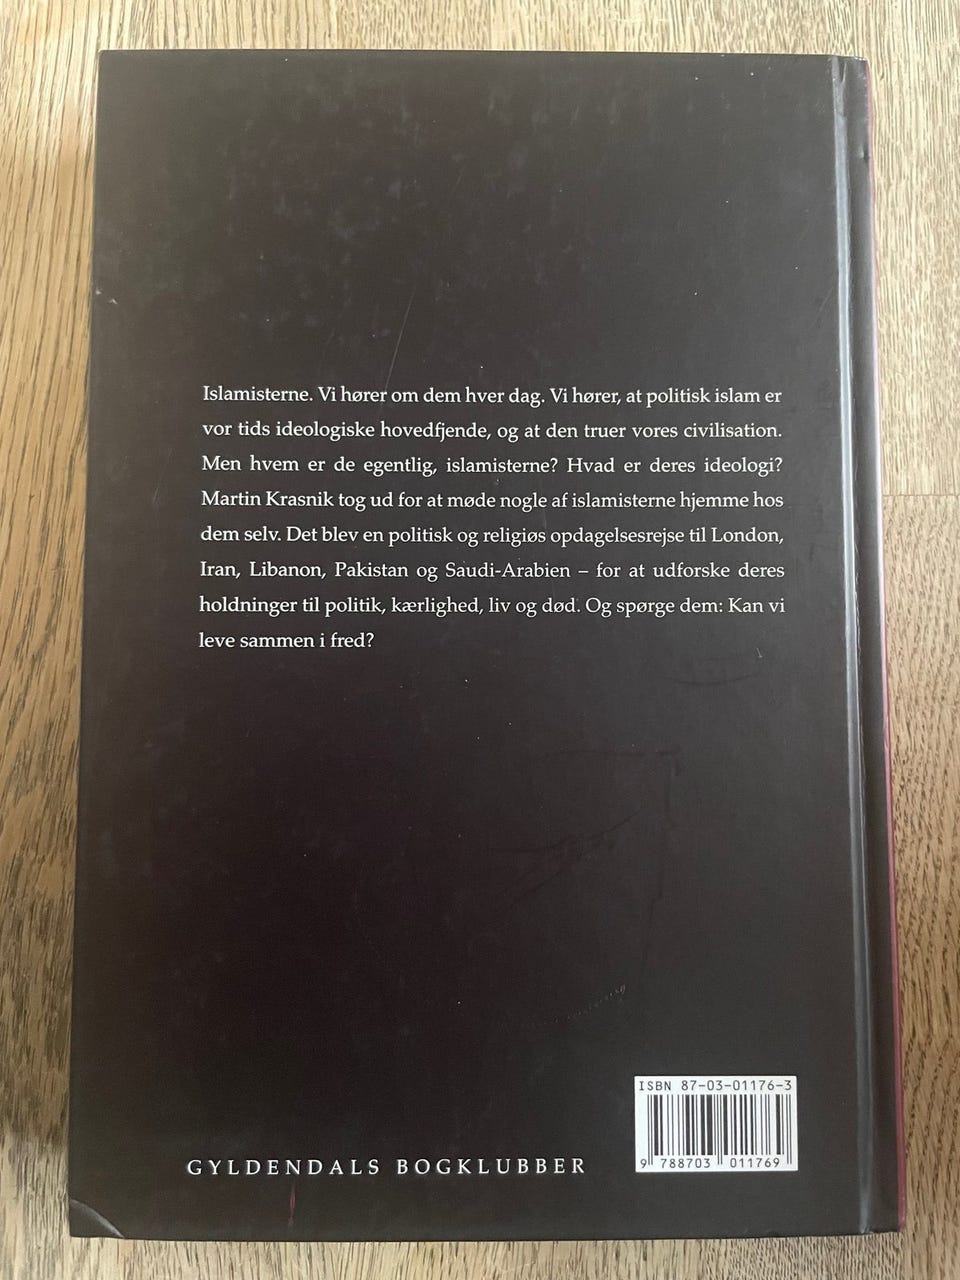 Islamisterne. Vi hører om dem hver dag. Vi hører, at politisk islam er
vor tids ideologiske hovedfjende, og at den truer vores civilisation.
Men hvem er de egentlig, islamisterne? Hvad er deres ideologi?
Martin Krasnik tog ud for at møde nogle af islamisterne hjemme hos
dem selv. Det blev en politisk og religiøs opdagelsesrejse til London,
Iran, Libanon, Pakistan og Saudi-Arabien – for at udforske deres
holdninger til politik, kærlighed, liv og død. Og spørge dem: Kan vi
leve sammen i fred?
ISBN 87-03-01176-3
9 788703 011769
GYLDENDALS BOGKLUBBER